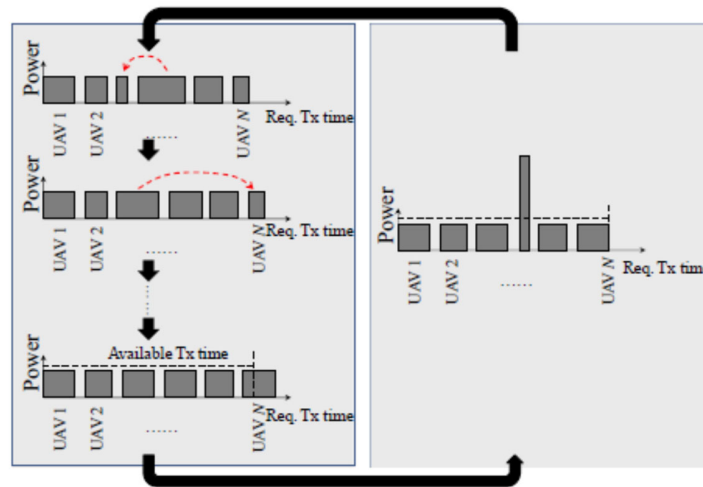 Power
Req. Tx time
UAV 1
UAV 2
......
UAV N
Power
Req. Tx time
UAV 1
UAV 2
......
UAV N
Available Tx time
Power
Req. Tx time
UAV 1
UAV 2
......
UAV N
Power
Req. Tx time
UAV 1
UAV 2
......
UAV N